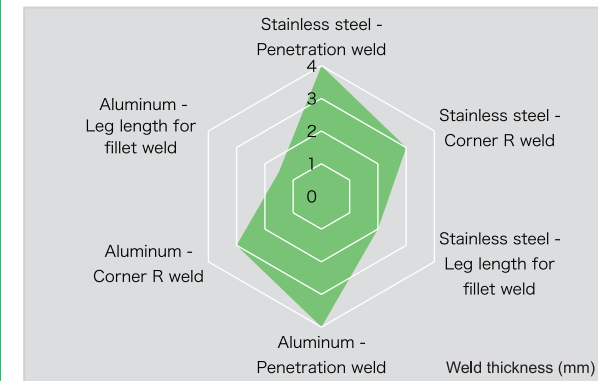 Stainless steel -
Penetration weld
4
3
2
1
0
Aluminum -
Leg length for
fillet weld
Stainless steel -
Corner R weld
Aluminum -
Corner R weld
Stainless steel -
Leg length for
fillet weld
Aluminum -
Penetration weld
Weld thickness (mm)